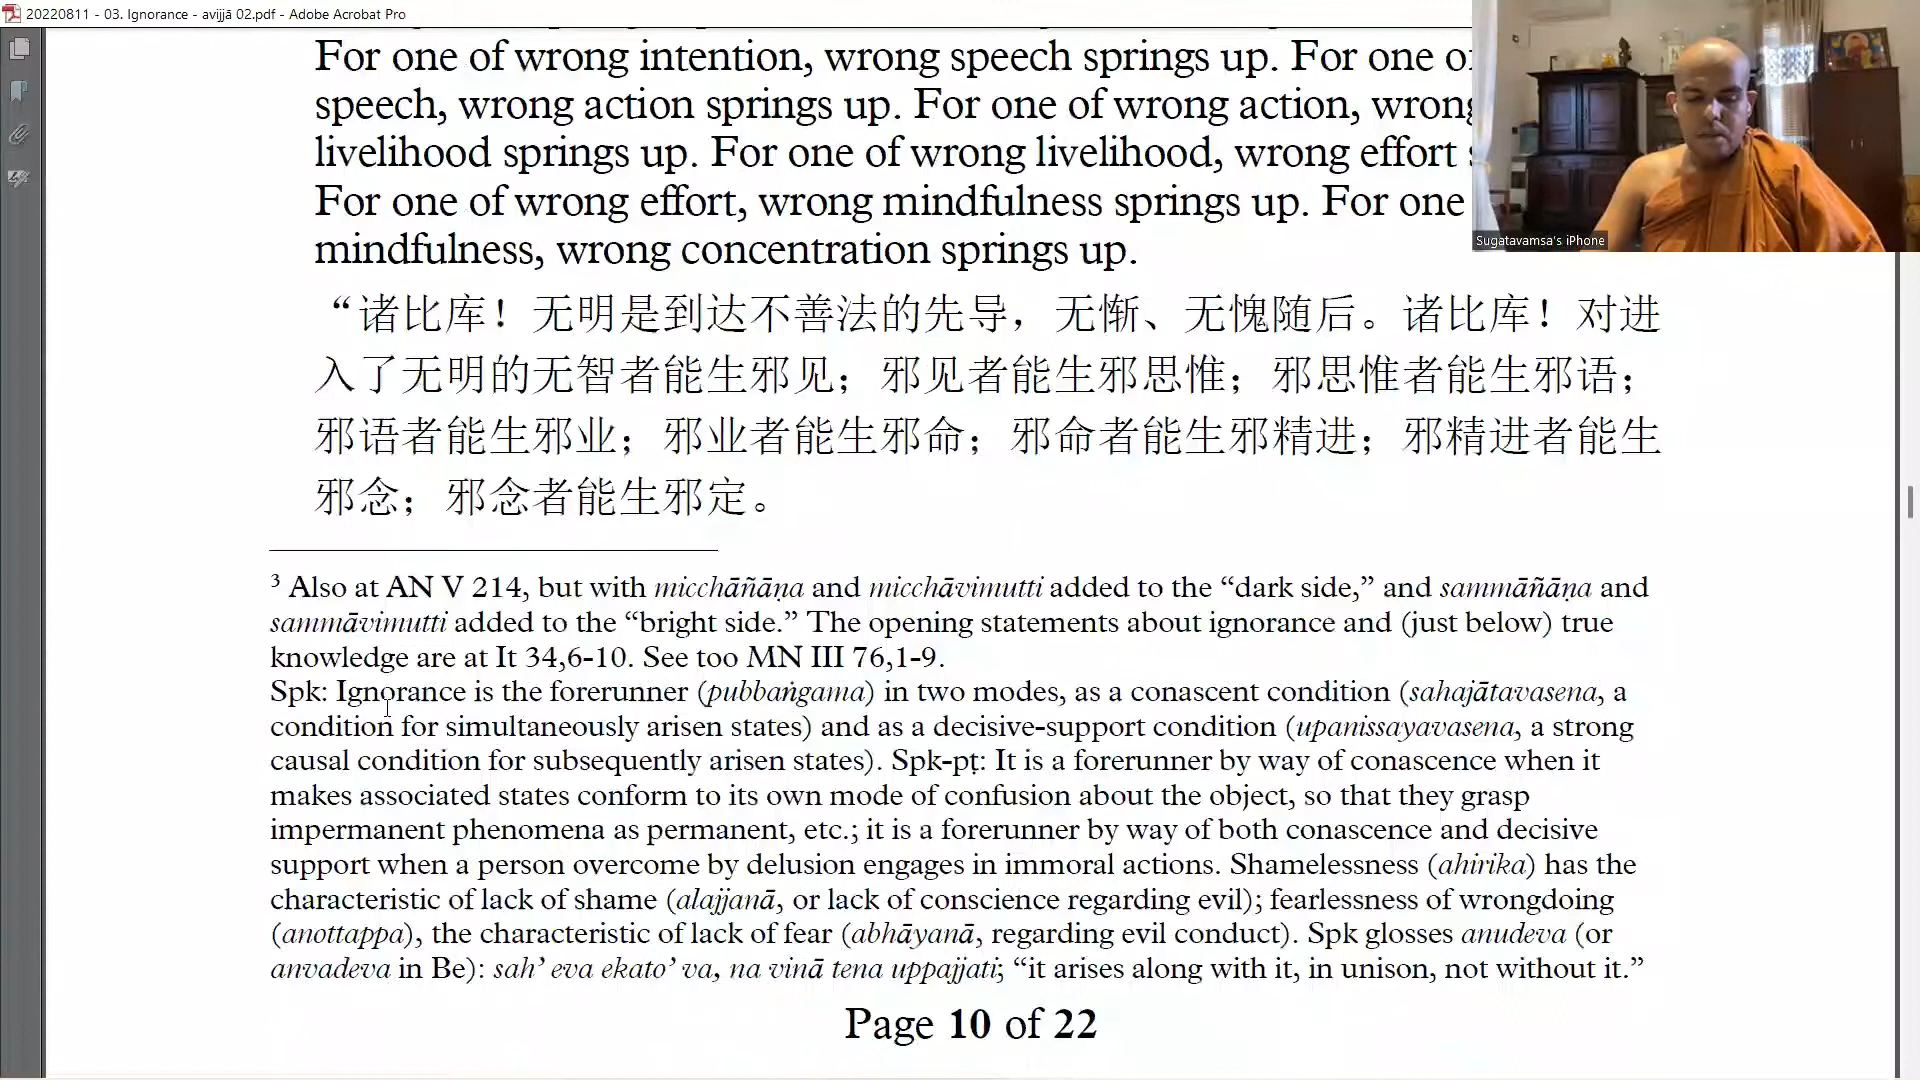 20220811 - 03. Ignorance - avijjā 02.pdf - Adobe Acrobat Pro
For one of wrong intention, wrong speech springs up. For one
speech, wrong action springs up. For one of wrong action, wrong
livelihood springs up. For one of wrong livelihood, wrong effort
For one of wrong effort, wrong mindfulness springs up. For one
mindfulness, wrong concentration springs up.
Sugatavamsa's iPhone
“诸比库！无明是到达不善法的先导，无惭、无愧随后。诸比库！对进
入了无明的无智者能生邪见；邪见者能生邪思惟；邪思惟者能生邪语；
邪语者能生邪业；邪业者能生邪命；邪命者能生邪精进；邪精进者能生
邪念；邪念者能生邪定。
3 Also at AN V 214, but with micchāñāṇa and micchāvimutti added to the “dark side,” and sammāñāṇa and
sammāvimutti added to the “bright side.” The opening statements about ignorance and (just below) true
knowledge are at It 34,6-10. See too MN III 76,1-9.
Spk: Ignorance is the forerunner (pubbaṅgama) in two modes, as a conascent condition (sahajātavasena, a
condition for simultaneously arisen states) and as a decisive-support condition (upanissayavasena, a strong
causal condition for subsequently arisen states). Spk-pṭ: It is a forerunner by way of conascence when it
makes associated states conform to its own mode of confusion about the object, so that they grasp
impermanent phenomena as permanent, etc.; it is a forerunner by way of both conascence and decisive
support when a person overcome by delusion engages in immoral actions. Shamelessness (ahirika) has the
characteristic of lack of shame (alajjanā, or lack of conscience regarding evil); fearlessness of wrongdoing
(anottappa), the characteristic of lack of fear (abhāyanā, regarding evil conduct). Spk glosses anudeva (or
anvadeva in Be): sah’ eva ekato’ va, na vinā tena uppajjati; “it arises along with it, in unison, not without it.”
Page 10 of 22